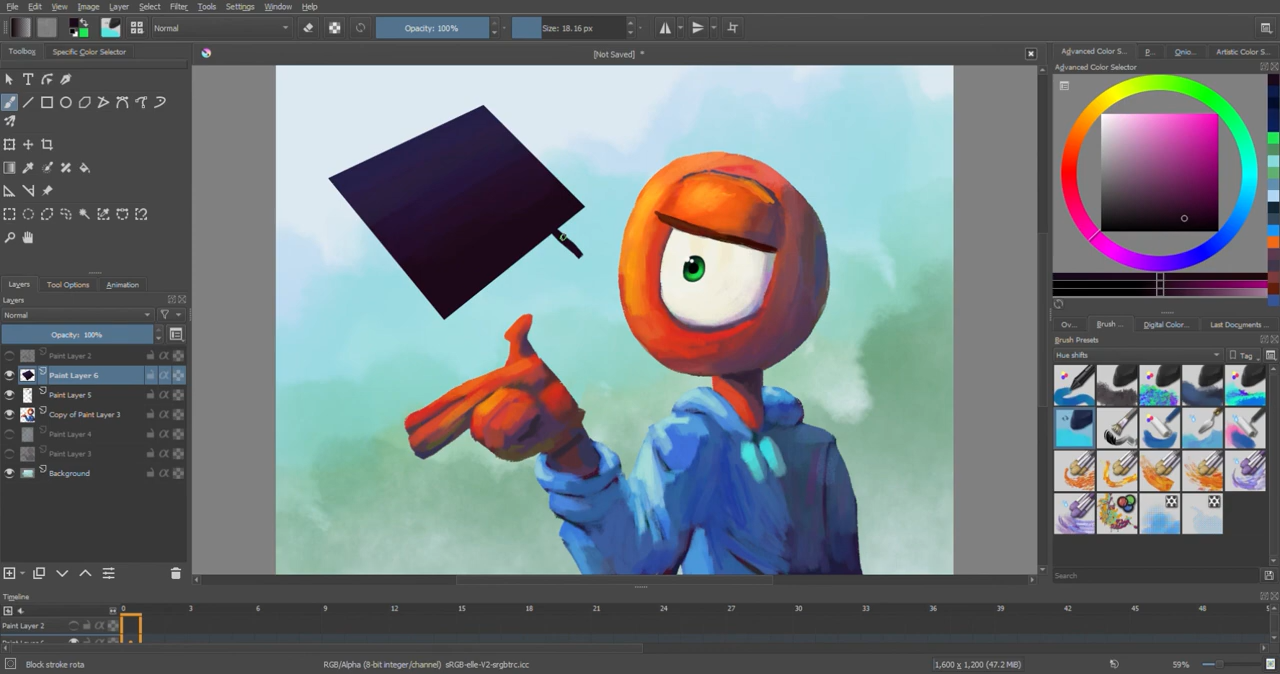 File Edit View Image Layer Select Filter Tools Settings Window Help
Normal Opacity: 100% Size: 18.16 px
Toolbox Specific Color Selector
[Not Saved] *
Advanced Color S... P... Onio... Artistic Color S...
Advanced Color Selector
Layers Tool Options Animation
Layers
Normal
Opacity: 100%
Paint Layer 2
Paint Layer 6
Paint Layer 5
Copy of Paint Layer 3
Paint Layer 4
Paint Layer 3
Background
Ov... Brush ... Digital Color... Last Documents ...
Brush Presets
Hue shifts Tag
Search
Timeline
0 3 6 9 12 15 18 21 24 27 30 33 36 39 42 45 48
Paint Layer 2
Block stroke rota RGB/Alpha (8-bit integer/channel) sRGB-elle-V2-srgbtrc.icc 1,600 x 1,200 (47.2 MiB) 59%